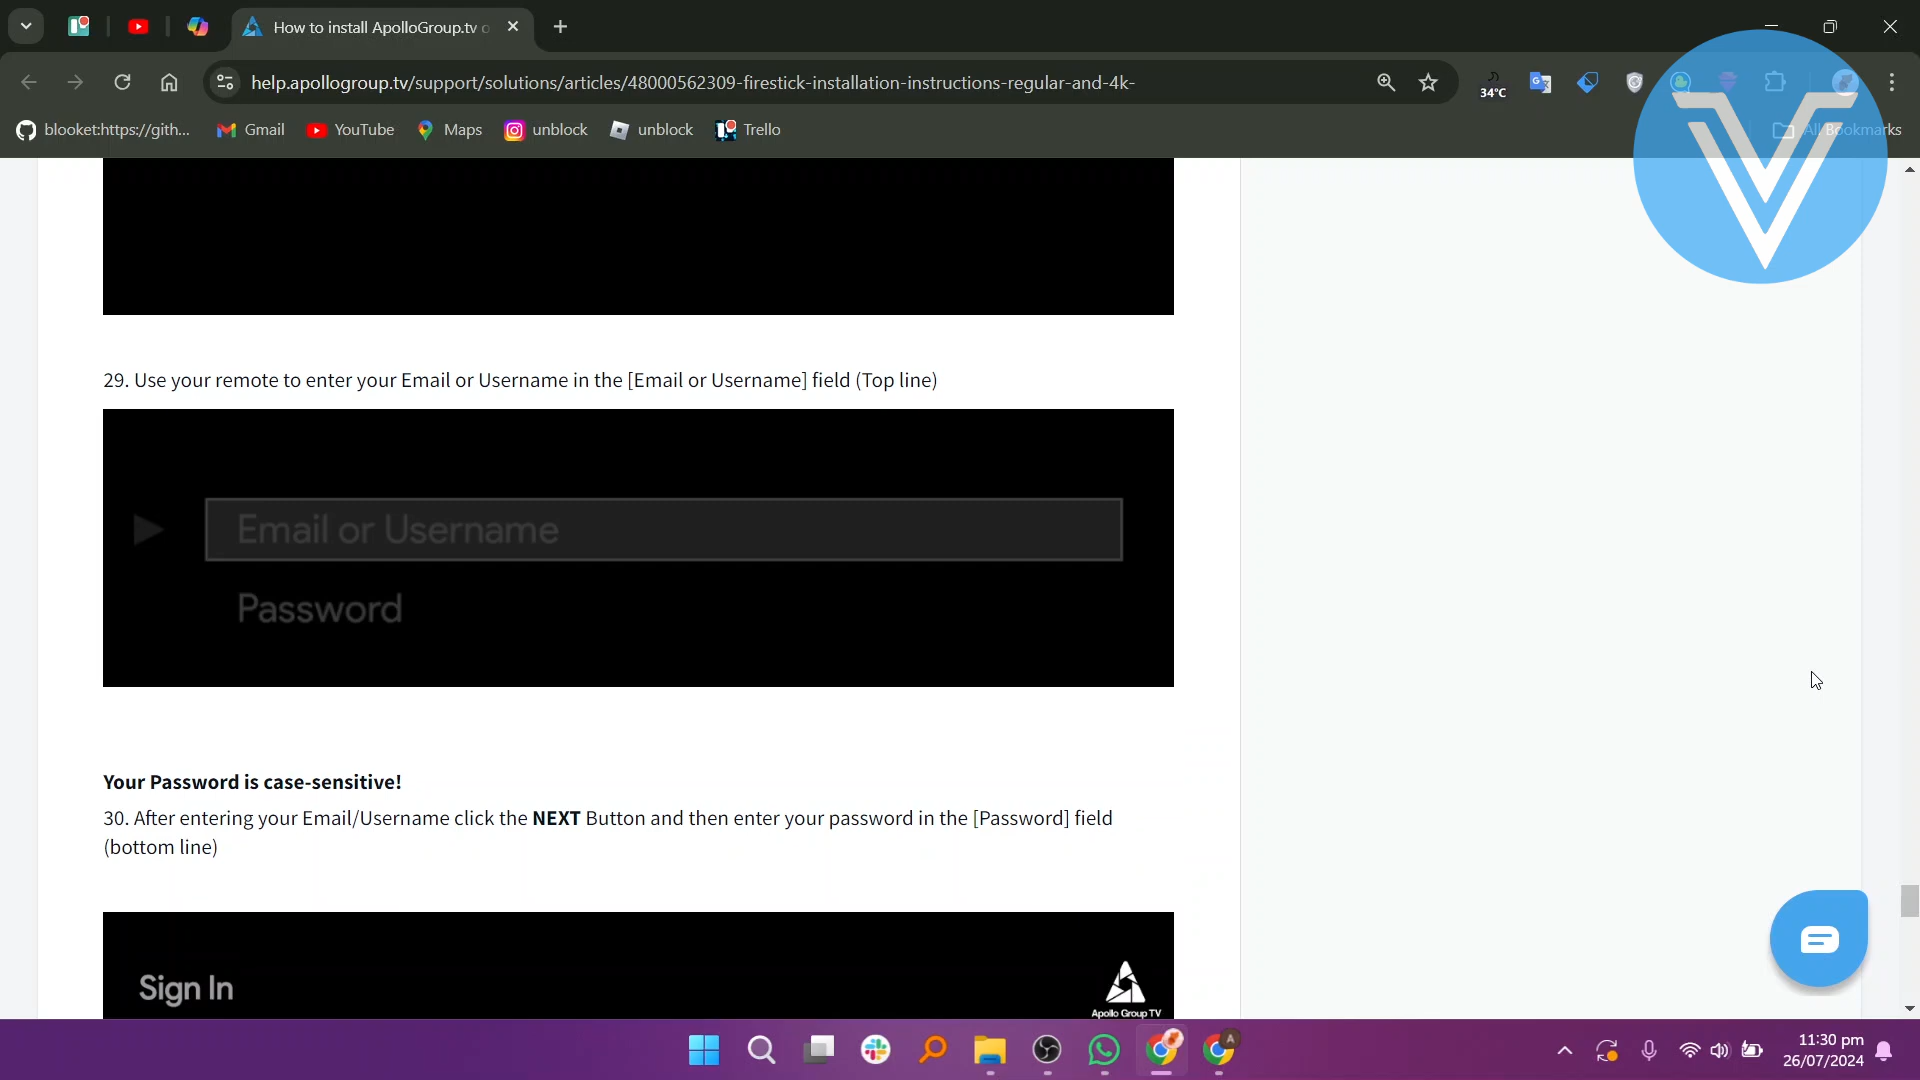 How to install ApolloGroup.tv o
help.apollogroup.tv/support/solutions/articles/48000562309-firestick-installation-instructions-regular-and-4k-
34°C
blooket:https://gith...
Gmail
YouTube
Maps
unblock
unblock
Trello
All Bookmarks
29. Use your remote to enter your Email or Username in the [Email or Username] field (Top line)
Email or Username
Password
Your Password is case-sensitive!
30. After entering your Email/Username click the NEXT Button and then enter your password in the [Password] field
(bottom line)
Sign In
Apollo Group TV
11:30 pm
26/07/2024